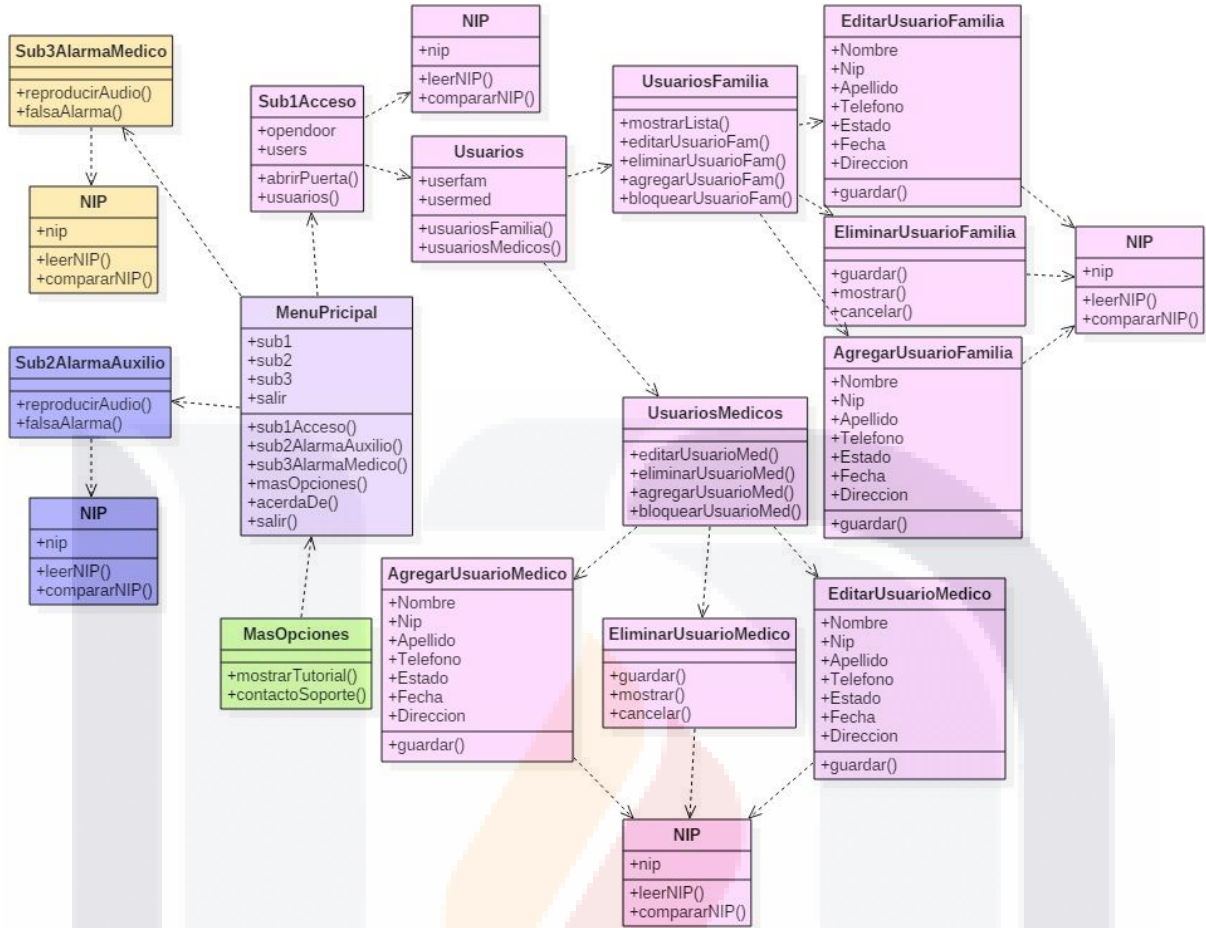 Sub3AlarmaMedico
+reproducirAudio()
+falsaAlarma()
NIP
+nip
+leerNIP()
+compararNIP()
Sub2AlarmaAuxilio
+reproducirAudio()
+falsaAlarma()
NIP
+nip
+leerNIP()
+compararNIP()
Sub1Acceso
+opendoor
+users
+abrirPuerta()
+usuarios()
MenuPricipal
+sub1
+sub2
+sub3
+salir
+sub1Acceso()
+sub2AlarmaAuxilio()
+sub3AlarmaMedico()
+masOpciones()
+acerdaDe()
+salir()
MasOpciones
+mostrarTutorial()
+contactoSoporte()
NIP
+nip
+leerNIP()
+compararNIP()
Usuarios
+userfam
+usermed
+usuariosFamilia()
+usuariosMedicos()
UsuariosFamilia
+mostrarLista()
+editarUsuarioFam()
+eliminarUsuarioFam()
+agregarUsuarioFam()
+bloquearUsuarioFam()
EditarUsuarioFamilia
+Nombre
+Nip
+Apellido
+Telefono
+Estado
+Fecha
+Direccion
+guardar()
EliminarUsuarioFamilia
+guardar()
+mostrar()
+cancelar()
AgregarUsuarioFamilia
+Nombre
+Nip
+Apellido
+Telefono
+Estado
+Fecha
+Direccion
+guardar()
NIP
+nip
+leerNIP()
+compararNIP()
UsuariosMedicos
+editarUsuarioMed()
+eliminarUsuarioMed()
+agregarUsuarioMed()
+bloquearUsuarioMed()
AgregarUsuarioMedico
+Nombre
+Nip
+Apellido
+Telefono
+Estado
+Fecha
+Direccion
+guardar()
EliminarUsuarioMedico
+guardar()
+mostrar()
+cancelar()
EditarUsuarioMedico
+Nombre
+Nip
+Apellido
+Telefono
+Estado
+Fecha
+Direccion
+guardar()
NIP
+nip
+leerNIP()
+compararNIP()